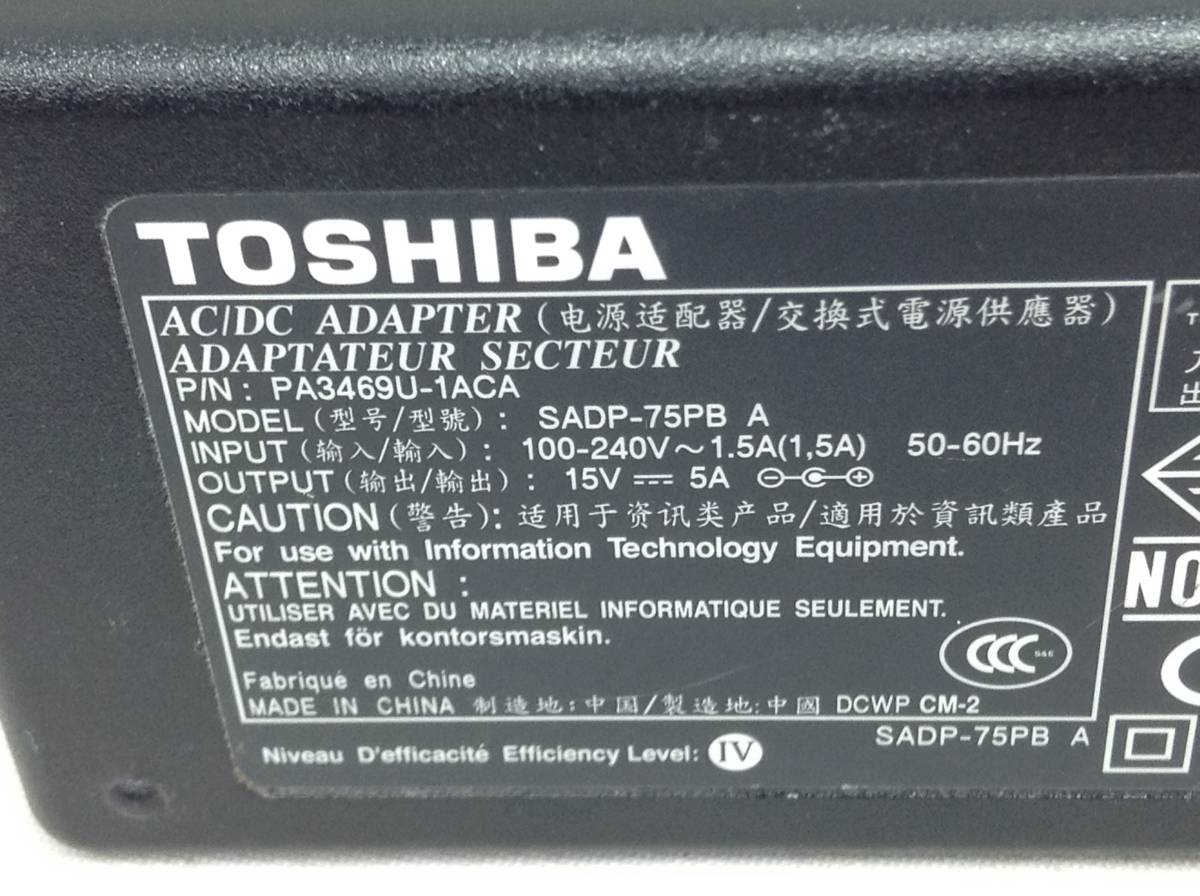 TOSHIBA
AC/DC ADAPTER (电源适配器/交換式電源供應器)
ADAPTATEUR SECTEUR
P/N : PA3469U-1ACA
MODEL (型号/型號) : SADP-75PB A
INPUT (输入/輸入) : 100-240V～1.5A(1,5A) 50-60Hz
OUTPUT (输出/輸出) : 15V ⎓ 5A
CAUTION (警告): 适用于资讯类产品/適用於資訊類產品
For use with Information Technology Equipment.
ATTENTION :
UTILISER AVEC DU MATERIEL INFORMATIQUE SEULEMENT.
Endast för kontorsmaskin.
CCC S&E
Fabriqué en Chine
MADE IN CHINA 制造地:中国/製造地:中國 DCWP CM-2
SADP-75PB A
Niveau D'efficacité Efficiency Level: IV
出
NO